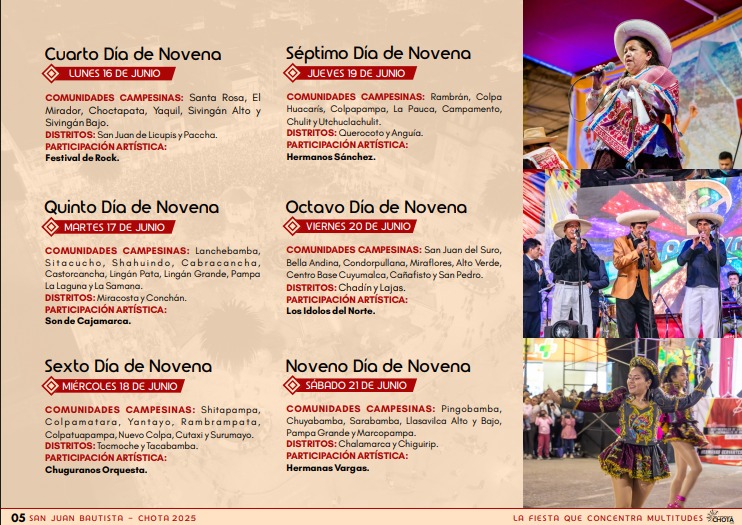 Cuarto Día de Novena
LUNES 16 DE JUNIO
COMUNIDADES CAMPESINAS: Santa Rosa, El
Mirador, Choctapata, Yaquil, Sivingán Alto y
Sivingán Bajo.
DISTRITOS: San Juan de Licupis y Paccha.
PARTICIPACIÓN ARTÍSTICA:
Festival de Rock.
Quinto Día de Novena
MARTES 17 DE JUNIO
COMUNIDADES CAMPESINAS: Lanchebamba,
Sitacucho, Shahuindo, Cabracancha,
Castorcancha, Lingán Pata, Lingán Grande, Pampa
La Laguna y La Samana.
DISTRITOS: Miracosta y Conchán.
PARTICIPACIÓN ARTÍSTICA:
Son de Cajamarca.
Sexto Día de Novena
MIÉRCOLES 18 DE JUNIO
COMUNIDADES CAMPESINAS: Shitapampa,
Colpamatara, Yantayo, Rambrampata,
Colpatuapampa, Nuevo Colpa, Cutaxi y Surumayo.
DISTRITOS: Tocmoche y Tacabamba.
PARTICIPACIÓN ARTÍSTICA:
Chuguranos Orquesta.
Séptimo Día de Novena
JUEVES 19 DE JUNIO
COMUNIDADES CAMPESINAS: Rambrán, Colpa
Huacarís, Colpapampa, La Pauca, Campamento,
Chulit y Utchuclachulit.
DISTRITOS: Querocoto y Anguía.
PARTICIPACIÓN ARTÍSTICA:
Hermanos Sánchez.
Octavo Día de Novena
VIERNES 20 DE JUNIO
COMUNIDADES CAMPESINAS: San Juan del Suro,
Bella Andina, Condorpullana, Miraflores, Alto Verde,
Centro Base Cuyumalca, Cañafisto y San Pedro.
DISTRITOS: Chadín y Lajas.
PARTICIPACIÓN ARTÍSTICA:
Los Idolos del Norte.
Noveno Día de Novena
SÁBADO 21 DE JUNIO
COMUNIDADES CAMPESINAS: Pingobamba,
Chuyabamba, Sarabamba, Llasavilca Alto y Bajo,
Pampa Grande y Marcopampa.
DISTRITOS: Chalamarca y Chiguirip.
PARTICIPACIÓN ARTÍSTICA:
Hermanas Vargas.
05 SAN JUAN BAUTISTA - CHOTA 2025
LA FIESTA QUE CONCENTRA MULTITUDES
CHOTA